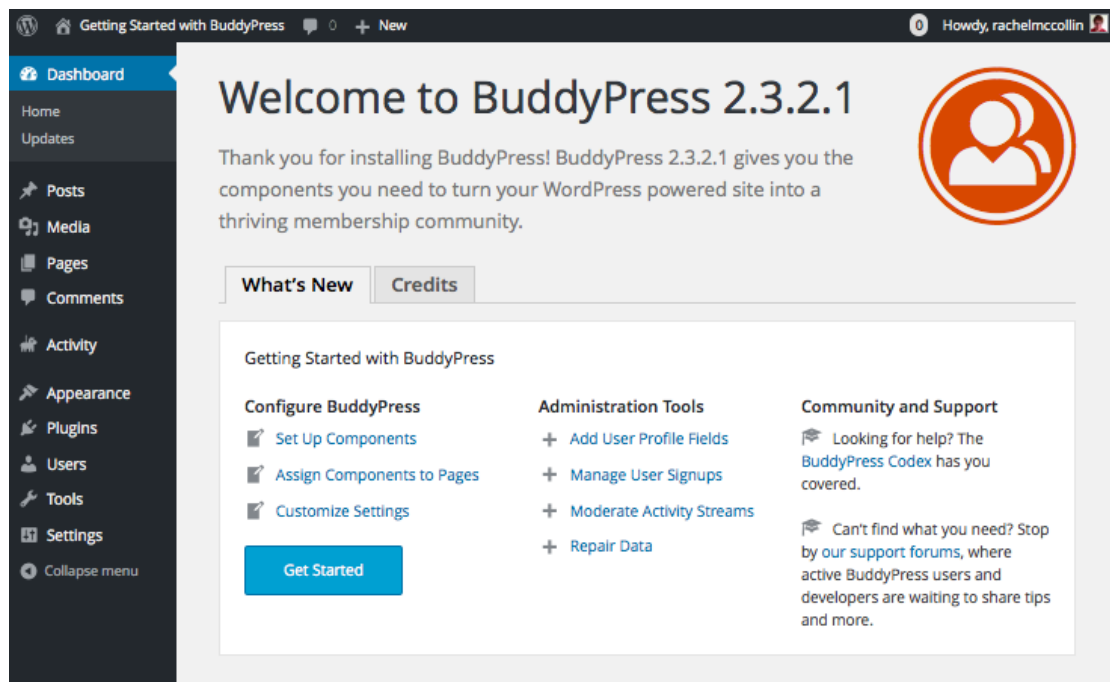 Getting Started with BuddyPress 0 New 0 Howdy, rachelmccollin
Dashboard
Home
Updates
Posts
Media
Pages
Comments
Activity
Appearance
Plugins
Users
Tools
Settings
Collapse menu
Welcome to BuddyPress 2.3.2.1
Thank you for installing BuddyPress! BuddyPress 2.3.2.1 gives you the
components you need to turn your WordPress powered site into a
thriving membership community.
What's New Credits
Getting Started with BuddyPress
Configure BuddyPress
Set Up Components
Assign Components to Pages
Customize Settings
Get Started
Administration Tools
Add User Profile Fields
Manage User Signups
Moderate Activity Streams
Repair Data
Community and Support
Looking for help? The
BuddyPress Codex has you
covered.
Can't find what you need? Stop
by our support forums, where
active BuddyPress users and
developers are waiting to share tips
and more.